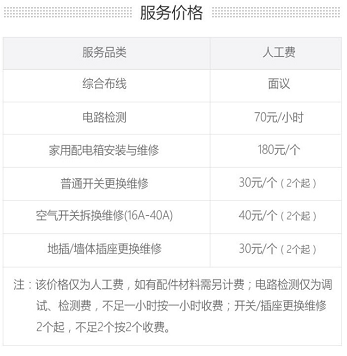 服务价格
服务品类 人工费
综合布线 面议
电路检测 70元/小时
家用配电箱安装与维修 180元/个
普通开关更换维修 30元/个（2个起）
空气开关拆换维修(16A-40A) 40元/个（2个起）
地插/墙体插座更换维修 30元/个（2个起）
注：该价格仅为人工费，如有配件材料需另计费；电路检测仅为调
试、检测费，不足一小时按一小时收费；开关/插座更换维修
2个起，不足2个按2个收费。